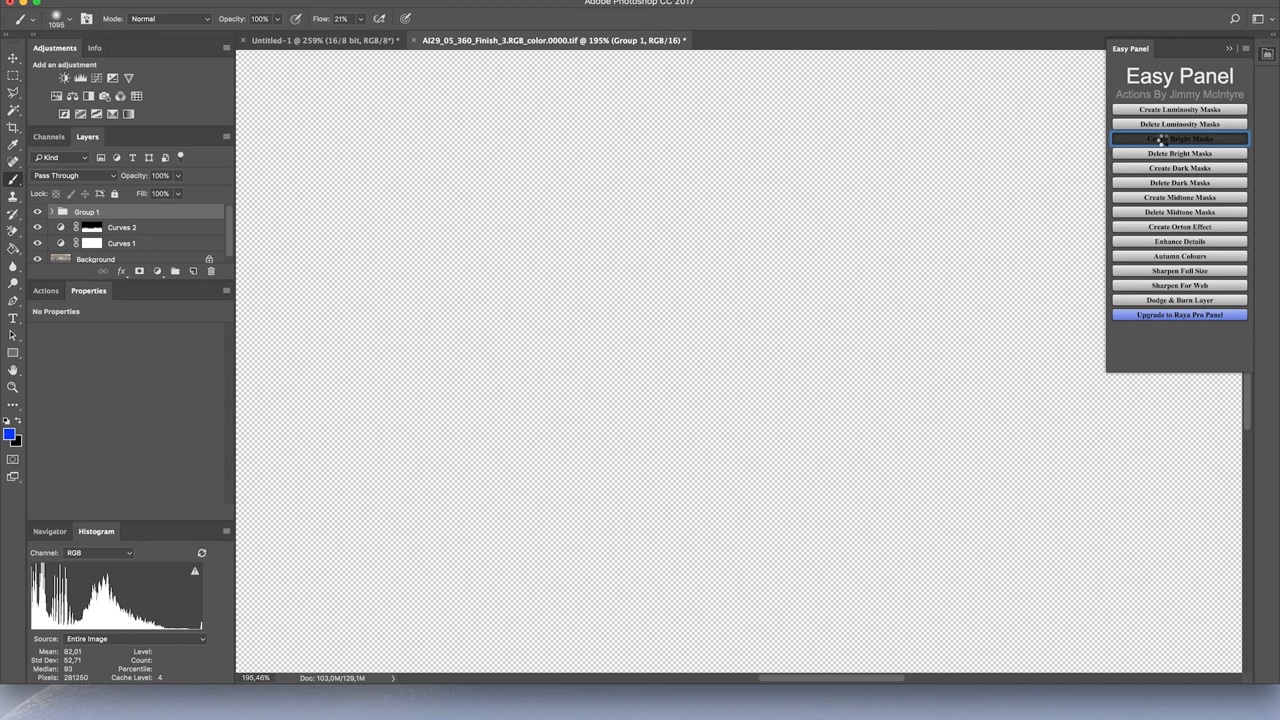 Adobe Photoshop CC 2017
1095
Mode: Normal
Opacity: 100%
Flow: 21%
Untitled-1 @ 259% (16/8 bit, RGB/8*) *
AI29_05_360_Finish_3.RGB_color.0000.tif @ 195% (Group 1, RGB/16) *
Adjustments
Info
Add an adjustment
Channels
Layers
Kind
Pass Through
Opacity: 100%
Lock:
Fill: 100%
Group 1
Curves 2
Curves 1
Background
fx
Actions
Properties
No Properties
Navigator
Histogram
Channel: RGB
Source: Entire Image
Mean: 82,01
Level:
Std Dev: 52,71
Count:
Median: 93
Percentile:
Pixels: 281250
Cache Level: 4
195,46%
Doc: 103,0M/129,1M
Easy Panel
Easy Panel
Actions By Jimmy McIntyre
Create Luminosity Masks
Delete Luminosity Masks
Create Bright Masks
Delete Bright Masks
Create Dark Masks
Delete Dark Masks
Create Midtone Masks
Delete Midtone Masks
Create Orton Effect
Enhance Details
Autumn Colours
Sharpen Full Size
Sharpen For Web
Dodge & Burn Layer
Upgrade to Raya Pro Panel